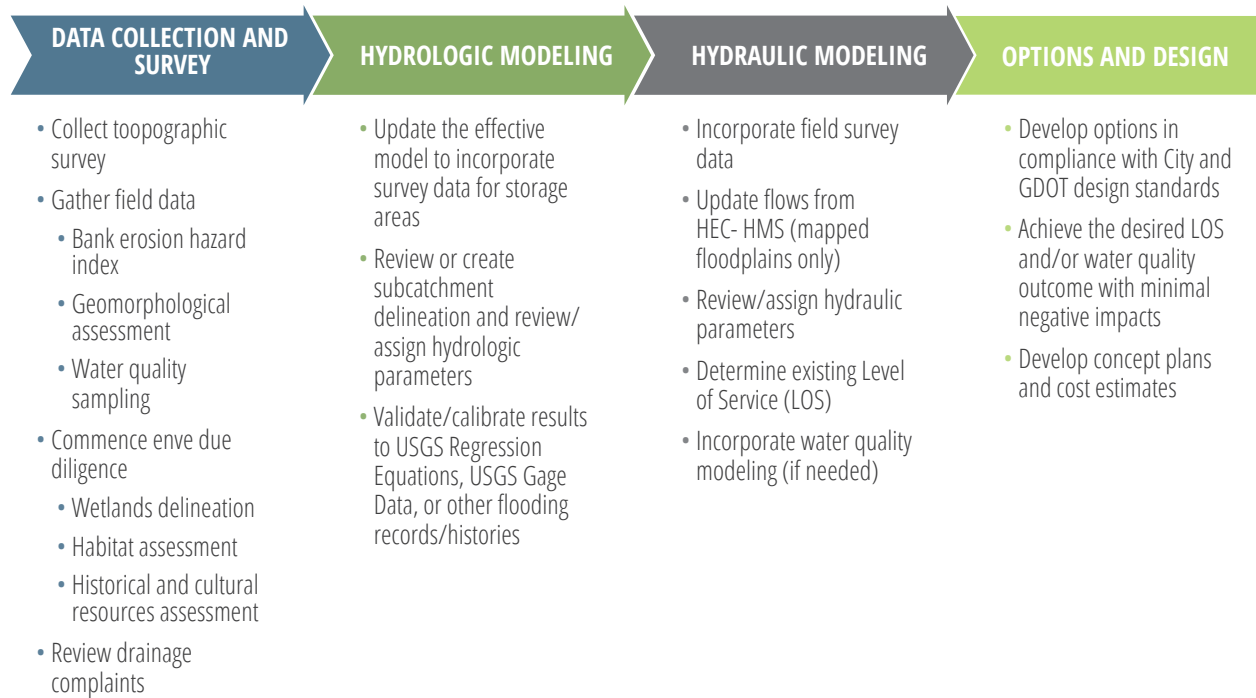 DATA COLLECTION AND
SURVEY
• Collect toopographic
survey
• Gather field data
• Bank erosion hazard
index
• Geomorphological
assessment
• Water quality
sampling
• Commence enve due
diligence
• Wetlands delineation
• Habitat assessment
• Historical and cultural
resources assessment
• Review drainage
complaints
HYDROLOGIC MODELING
• Update the effective
model to incorporate
survey data for storage
areas
• Review or create
subcatchment
delineation and review/
assign hydrologic
parameters
• Validate/calibrate results
to USGS Regression
Equations, USGS Gage
Data, or other flooding
records/histories
HYDRAULIC MODELING
• Incorporate field survey
data
• Update flows from
HEC- HMS (mapped
floodplains only)
• Review/assign hydraulic
parameters
• Determine existing Level
of Service (LOS)
• Incorporate water quality
modeling (if needed)
OPTIONS AND DESIGN
• Develop options in
compliance with City and
GDOT design standards
• Achieve the desired LOS
and/or water quality
outcome with minimal
negative impacts
• Develop concept plans
and cost estimates